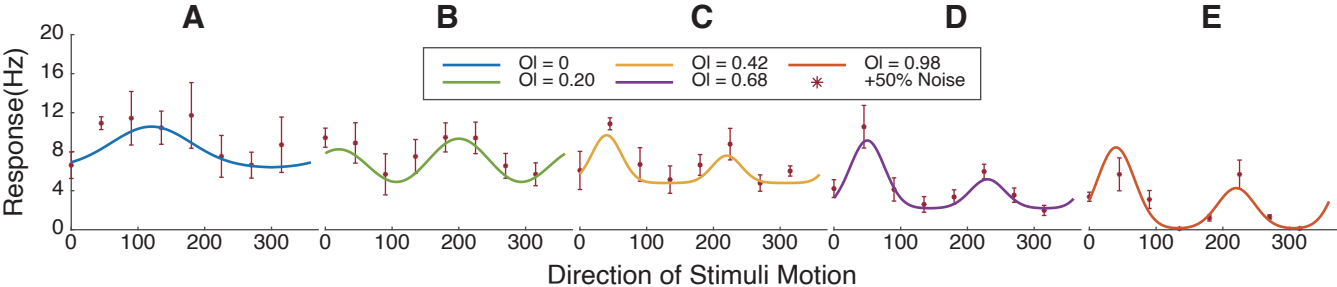 A B C D E
Response(Hz)
20
16
12
8
4
0
OI = 0 OI = 0.42 OI = 0.98
OI = 0.20 OI = 0.68 +50% Noise
0 100 200 300 0 100 200 300 0 100 200 300 0 100 200 300 0 100 200 300
Direction of Stimuli Motion